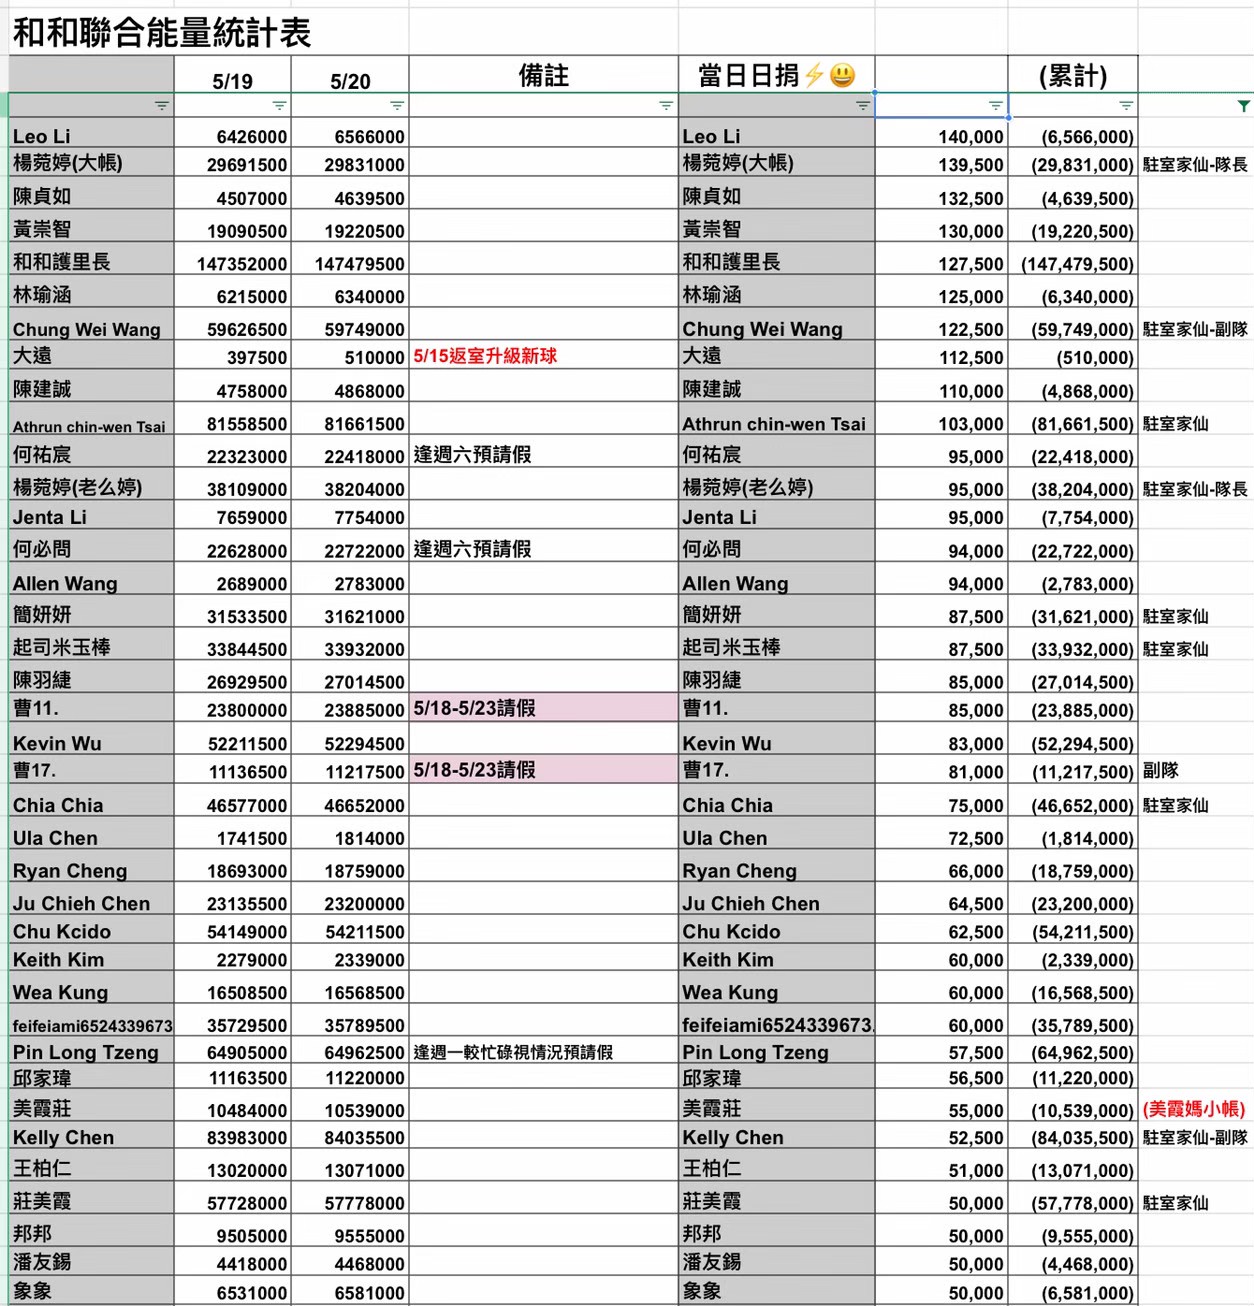 和和聯合能量統計表
5/19 5/20 備註 當日日捐⚡😃 (累計)
Leo Li 6426000 6566000 Leo Li 140,000 (6,566,000)
楊菀婷(大帳) 29691500 29831000 楊菀婷(大帳) 139,500 (29,831,000) 駐室家仙-隊長
陳貞如 4507000 4639500 陳貞如 132,500 (4,639,500)
黃崇智 19090500 19220500 黃崇智 130,000 (19,220,500)
和和護里長 147352000 147479500 和和護里長 127,500 (147,479,500)
林瑜涵 6215000 6340000 林瑜涵 125,000 (6,340,000)
Chung Wei Wang 59626500 59749000 Chung Wei Wang 122,500 (59,749,000) 駐室家仙-副隊
大遠 397500 510000 5/15返室升級新球 大遠 112,500 (510,000)
陳建誠 4758000 4868000 陳建誠 110,000 (4,868,000)
Athrun chin-wen Tsai 81558500 81661500 Athrun chin-wen Tsai 103,000 (81,661,500) 駐室家仙
何祐宸 22323000 22418000 逢週六預請假 何祐宸 95,000 (22,418,000)
楊菀婷(老么婷) 38109000 38204000 楊菀婷(老么婷) 95,000 (38,204,000) 駐室家仙-隊長
Jenta Li 7659000 7754000 Jenta Li 95,000 (7,754,000)
何必問 22628000 22722000 逢週六預請假 何必問 94,000 (22,722,000)
Allen Wang 2689000 2783000 Allen Wang 94,000 (2,783,000)
簡妍妍 31533500 31621000 簡妍妍 87,500 (31,621,000) 駐室家仙
起司米玉棒 33844500 33932000 起司米玉棒 87,500 (33,932,000) 駐室家仙
陳羽緁 26929500 27014500 陳羽緁 85,000 (27,014,500)
曹11. 23800000 23885000 5/18-5/23請假 曹11. 85,000 (23,885,000)
Kevin Wu 52211500 52294500 Kevin Wu 83,000 (52,294,500)
曹17. 11136500 11217500 5/18-5/23請假 曹17. 81,000 (11,217,500) 副隊
Chia Chia 46577000 46652000 Chia Chia 75,000 (46,652,000) 駐室家仙
Ula Chen 1741500 1814000 Ula Chen 72,500 (1,814,000)
Ryan Cheng 18693000 18759000 Ryan Cheng 66,000 (18,759,000)
Ju Chieh Chen 23135500 23200000 Ju Chieh Chen 64,500 (23,200,000)
Chu Kcido 54149000 54211500 Chu Kcido 62,500 (54,211,500)
Keith Kim 2279000 2339000 Keith Kim 60,000 (2,339,000)
Wea Kung 16508500 16568500 Wea Kung 60,000 (16,568,500)
feifeiami6524339673 35729500 35789500 feifeiami6524339673. 60,000 (35,789,500)
Pin Long Tzeng 64905000 64962500 逢週一較忙碌視情況預請假 Pin Long Tzeng 57,500 (64,962,500)
邱家瑋 11163500 11220000 邱家瑋 56,500 (11,220,000)
美霞莊 10484000 10539000 美霞莊 55,000 (10,539,000) (美霞媽小帳)
Kelly Chen 83983000 84035500 Kelly Chen 52,500 (84,035,500) 駐室家仙-副隊
王柏仁 13020000 13071000 王柏仁 51,000 (13,071,000)
莊美霞 57728000 57778000 莊美霞 50,000 (57,778,000) 駐室家仙
邦邦 9505000 9555000 邦邦 50,000 (9,555,000)
潘友錫 4418000 4468000 潘友錫 50,000 (4,468,000)
象象 6531000 6581000 象象 50,000 (6,581,000)